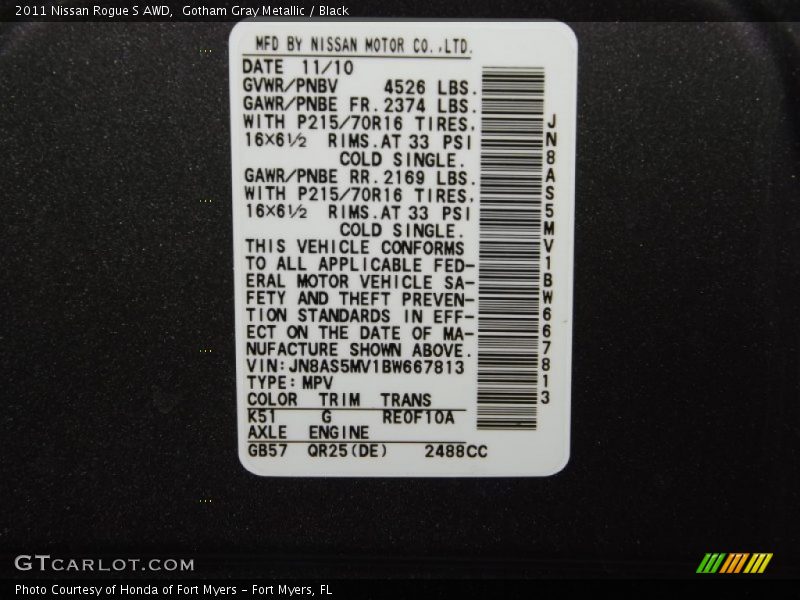 2011 Nissan Rogue S AWD, Gotham Gray Metallic / Black
MFD BY NISSAN MOTOR CO.,LTD.
DATE 11/10
GVWR/PNBV 4526 LBS.
GAWR/PNBE FR. 2374 LBS.
WITH P215/70R16 TIRES,
16×6½ RIMS.AT 33 PSI
COLD SINGLE.
GAWR/PNBE RR. 2169 LBS.
WITH P215/70R16 TIRES,
16×6½ RIMS.AT 33 PSI
COLD SINGLE.
THIS VEHICLE CONFORMS
TO ALL APPLICABLE FED-
ERAL MOTOR VEHICLE SA-
FETY AND THEFT PREVEN-
TION STANDARDS IN EFF-
ECT ON THE DATE OF MA-
NUFACTURE SHOWN ABOVE.
VIN:JN8AS5MV1BW667813
TYPE:MPV
COLOR TRIM TRANS
K51 G RE0F10A
AXLE ENGINE
GB57 QR25(DE) 2488CC
JN8AS5MV1BW667813
GTCARLOT.COM
Photo Courtesy of Honda of Fort Myers - Fort Myers, FL